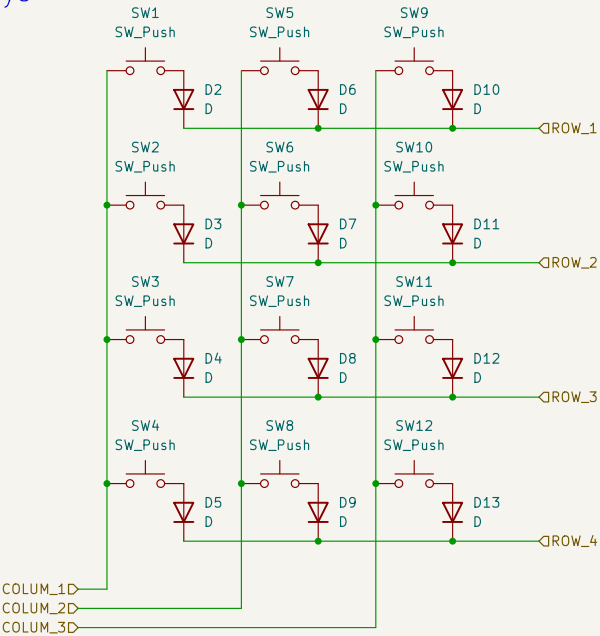 SW1 SW5 SW9
SW_Push SW_Push SW_Push
D2 D6 D10
D D D
ROW_1
SW2 SW6 SW10
SW_Push SW_Push SW_Push
D3 D7 D11
D D D
ROW_2
SW3 SW7 SW11
SW_Push SW_Push SW_Push
D4 D8 D12
D D D
ROW_3
SW4 SW8 SW12
SW_Push SW_Push SW_Push
D5 D9 D13
D D D
ROW_4
COLUM_1
COLUM_2
COLUM_3